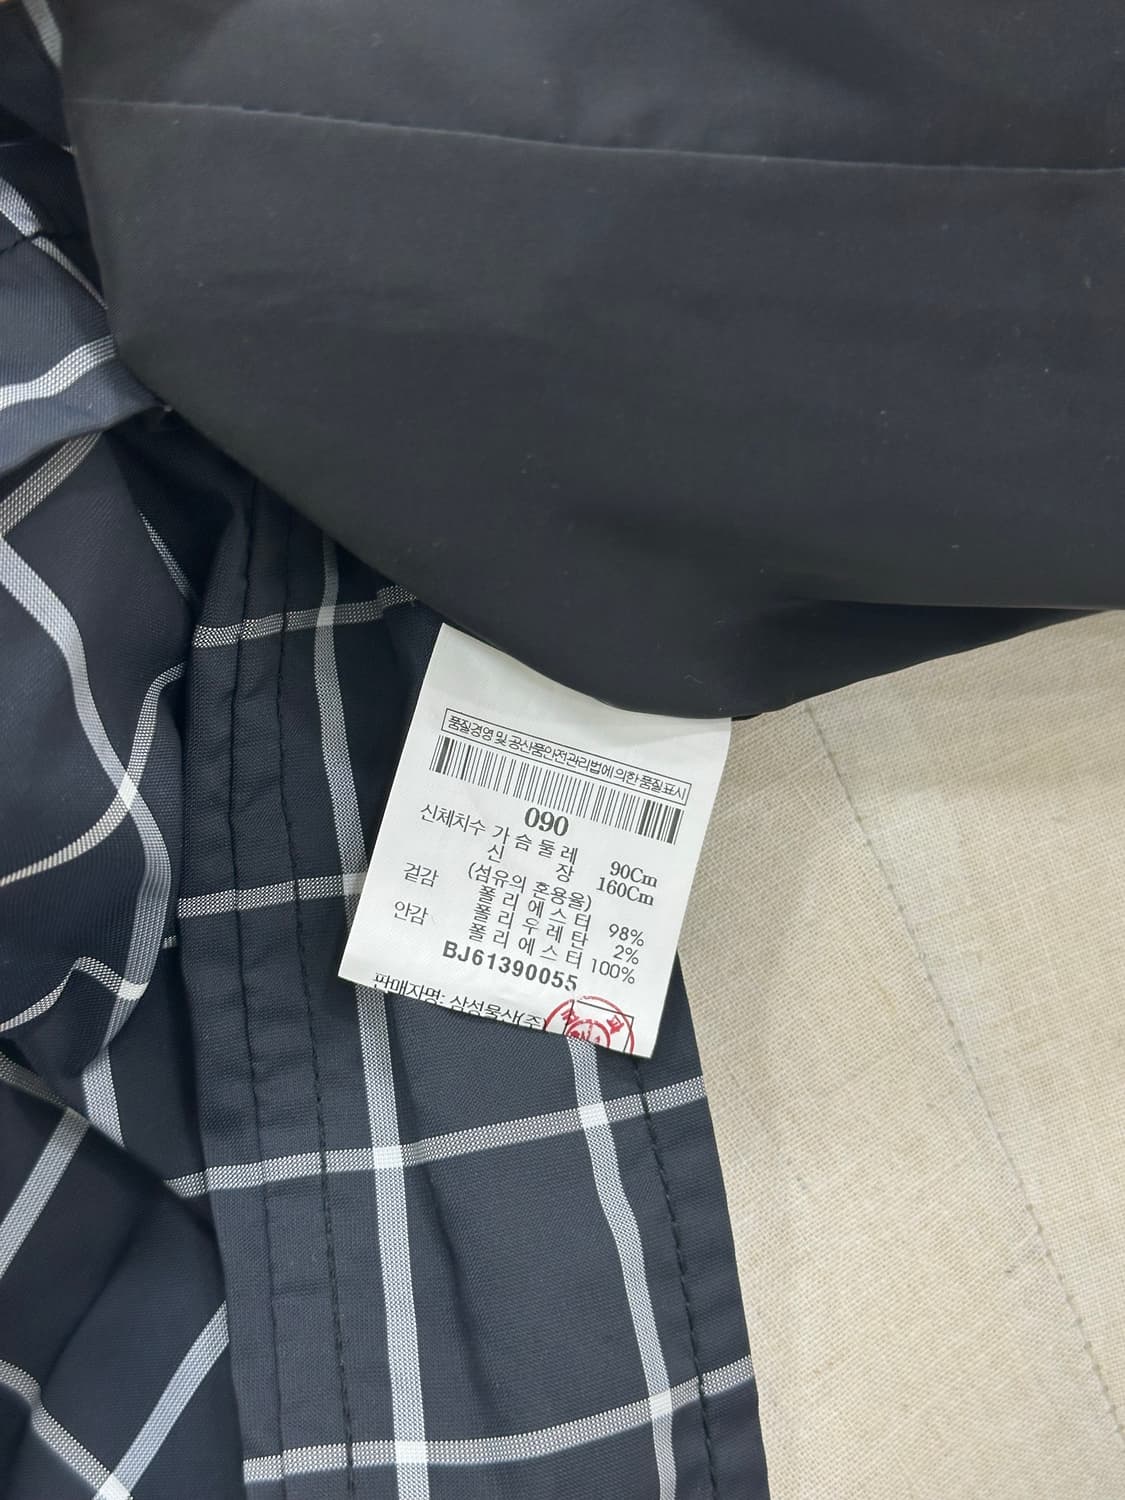 품질경영 및 공산품안전관리법에 의한 품질표시
090
신체치수 가슴둘레 90Cm
신장 160Cm
(섬유의 혼용율)
겉감 폴리에스터 98%
폴리우레탄 2%
안감 폴리에스터 100%
BJ61390055
판매자명: 삼성물산(주)